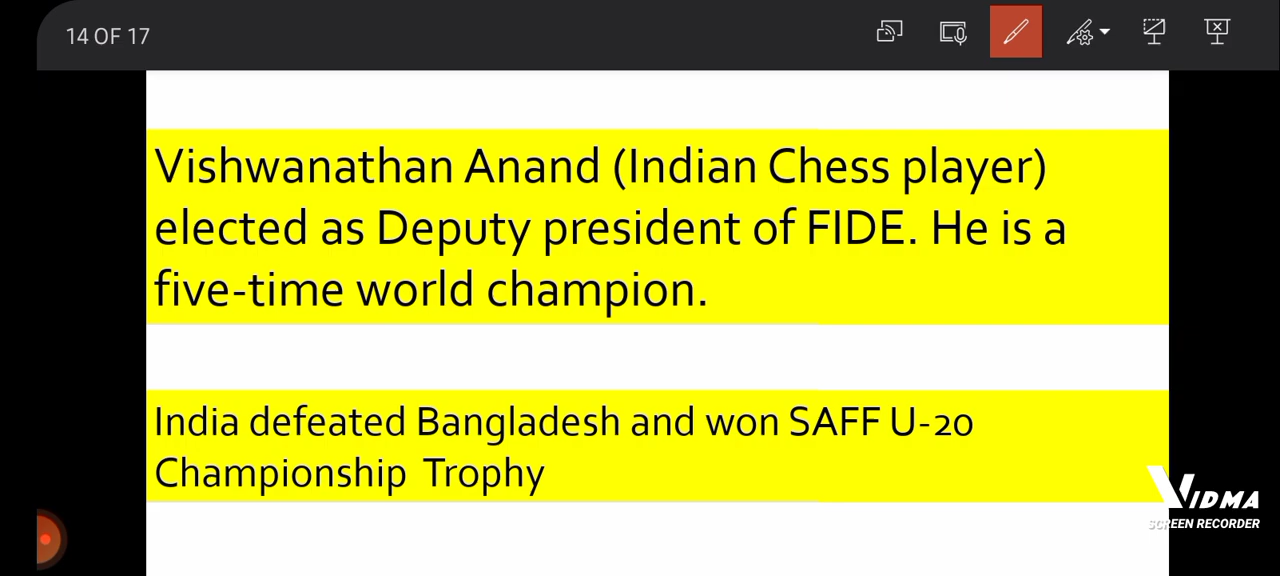 14 OF 17
Vishwanathan Anand (Indian Chess player)
elected as Deputy president of FIDE. He is a
five-time world champion.
India defeated Bangladesh and won SAFF U-20
Championship Trophy
VIDMA
SCREEN RECORDER